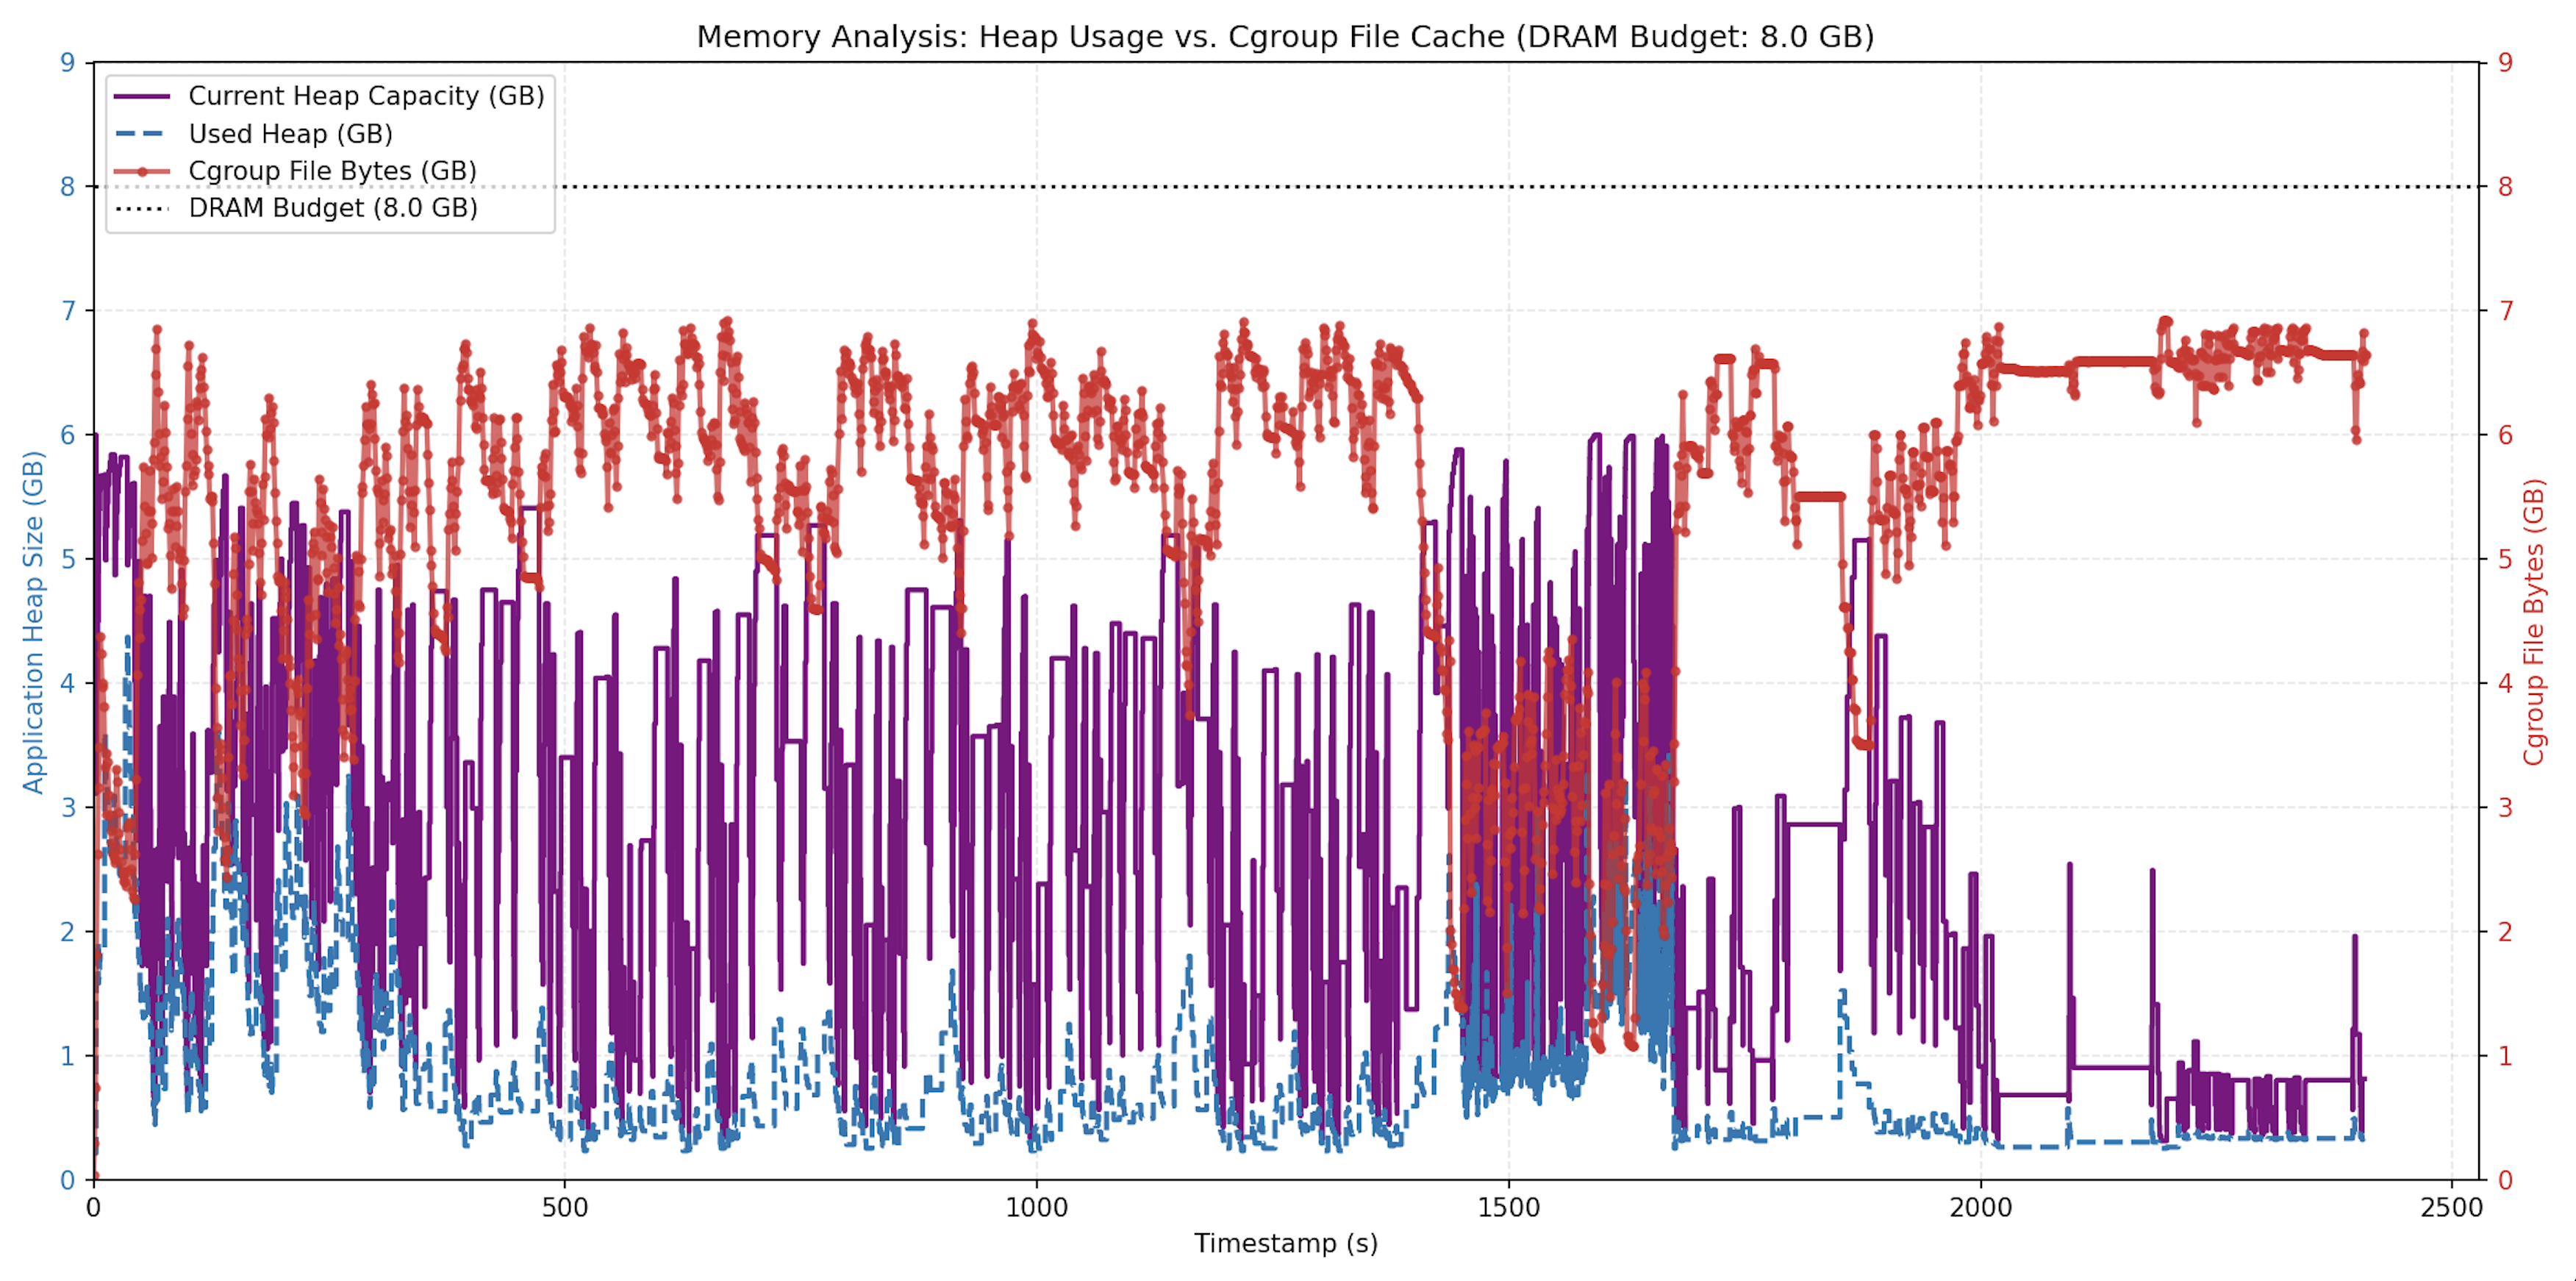 Memory Analysis: Heap Usage vs. Cgroup File Cache (DRAM Budget: 8.0 GB)
Current Heap Capacity (GB)
Used Heap (GB)
Cgroup File Bytes (GB)
DRAM Budget (8.0 GB)
Application Heap Size (GB)
9
8
7
6
5
4
3
2
1
0
Cgroup File Bytes (GB)
9
8
7
6
5
4
3
2
1
0
0 500 1000 1500 2000 2500
Timestamp (s)